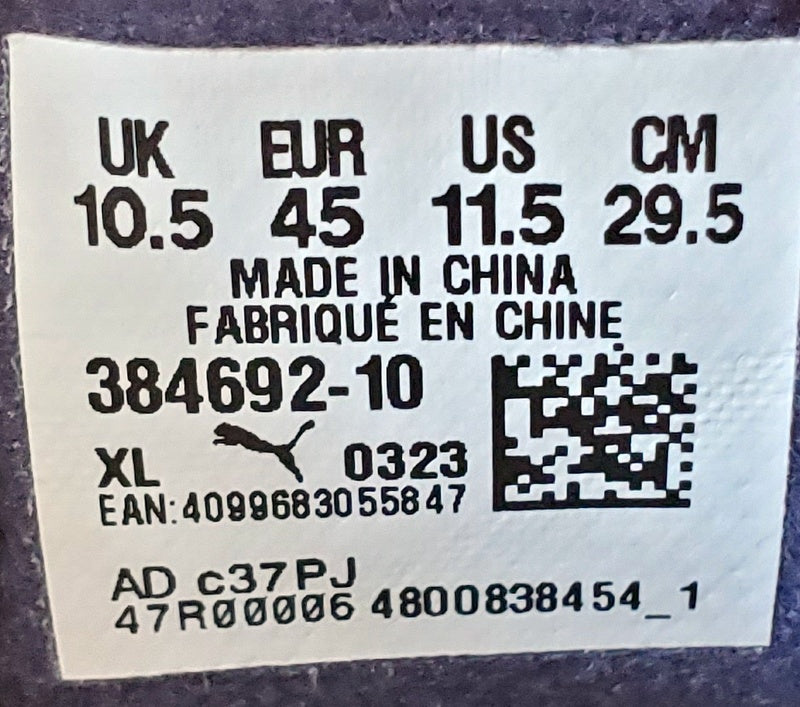 UK EUR US CM
10.5 45 11.5 29.5
MADE IN CHINA
FABRIQUÉ EN CHINE
384692-10
XL 0323
EAN:4099683055847
AD c37PJ
47R00006 4800838454_1